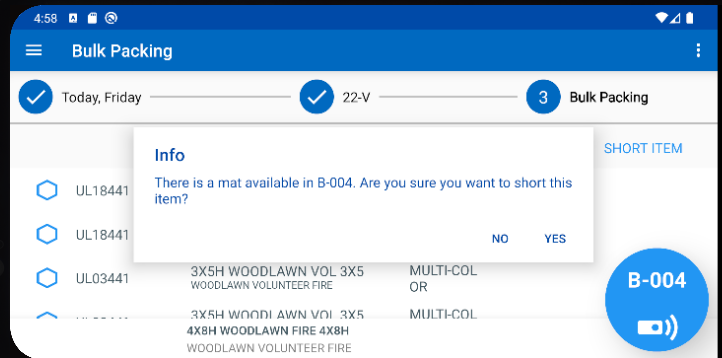 4:58
Bulk Packing
Today, Friday
22-V
3 Bulk Packing
SHORT ITEM
Info
There is a mat available in B-004. Are you sure you want to short this
item?
NO YES
UL18441
UL18441
UL03441
3X5H WOODLAWN VOL 3X5
WOODLAWN VOLUNTEER FIRE
MULTI-COL
OR
3X5H WOODLAWN VOL 3X5
MULTI-COL
B-004
4X8H WOODLAWN FIRE 4X8H
WOODLAWN VOLUNTEER FIRE